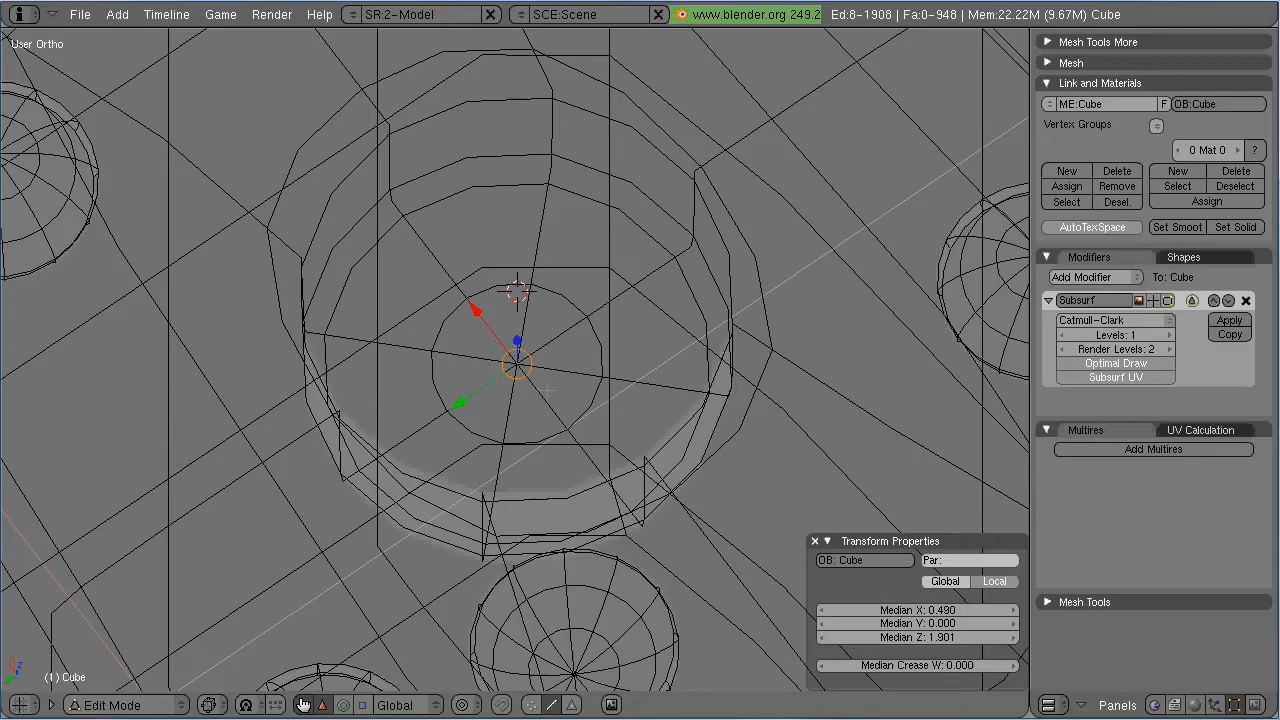 File Add Timeline Game Render Help SR:2-Model SCE:Scene www.blender.org 249.2 Ed:8-1908 | Fa:0-948 | Mem:22.22M (9.67M) Cube
User Ortho
Mesh Tools More
Mesh
Link and Materials
ME:Cube F OB:Cube
Vertex Groups
0 Mat 0 ?
New Delete New Delete
Assign Remove Select Deselect
Select Desel. Assign
AutoTexSpace Set Smoot Set Solid
Modifiers Shapes
Add Modifier To: Cube
Subsurf
Catmull-Clark Apply
Levels: 1 Copy
Render Levels: 2
Optimal Draw
Subsurf UV
Multires UV Calculation
Add Multires
Transform Properties
OB: Cube Par:
Global Local
Median X: 0.490
Median Y: 0.000
Median Z: 1.901
Median Crease W: 0.000
Mesh Tools
(1) Cube
Edit Mode Global Panels